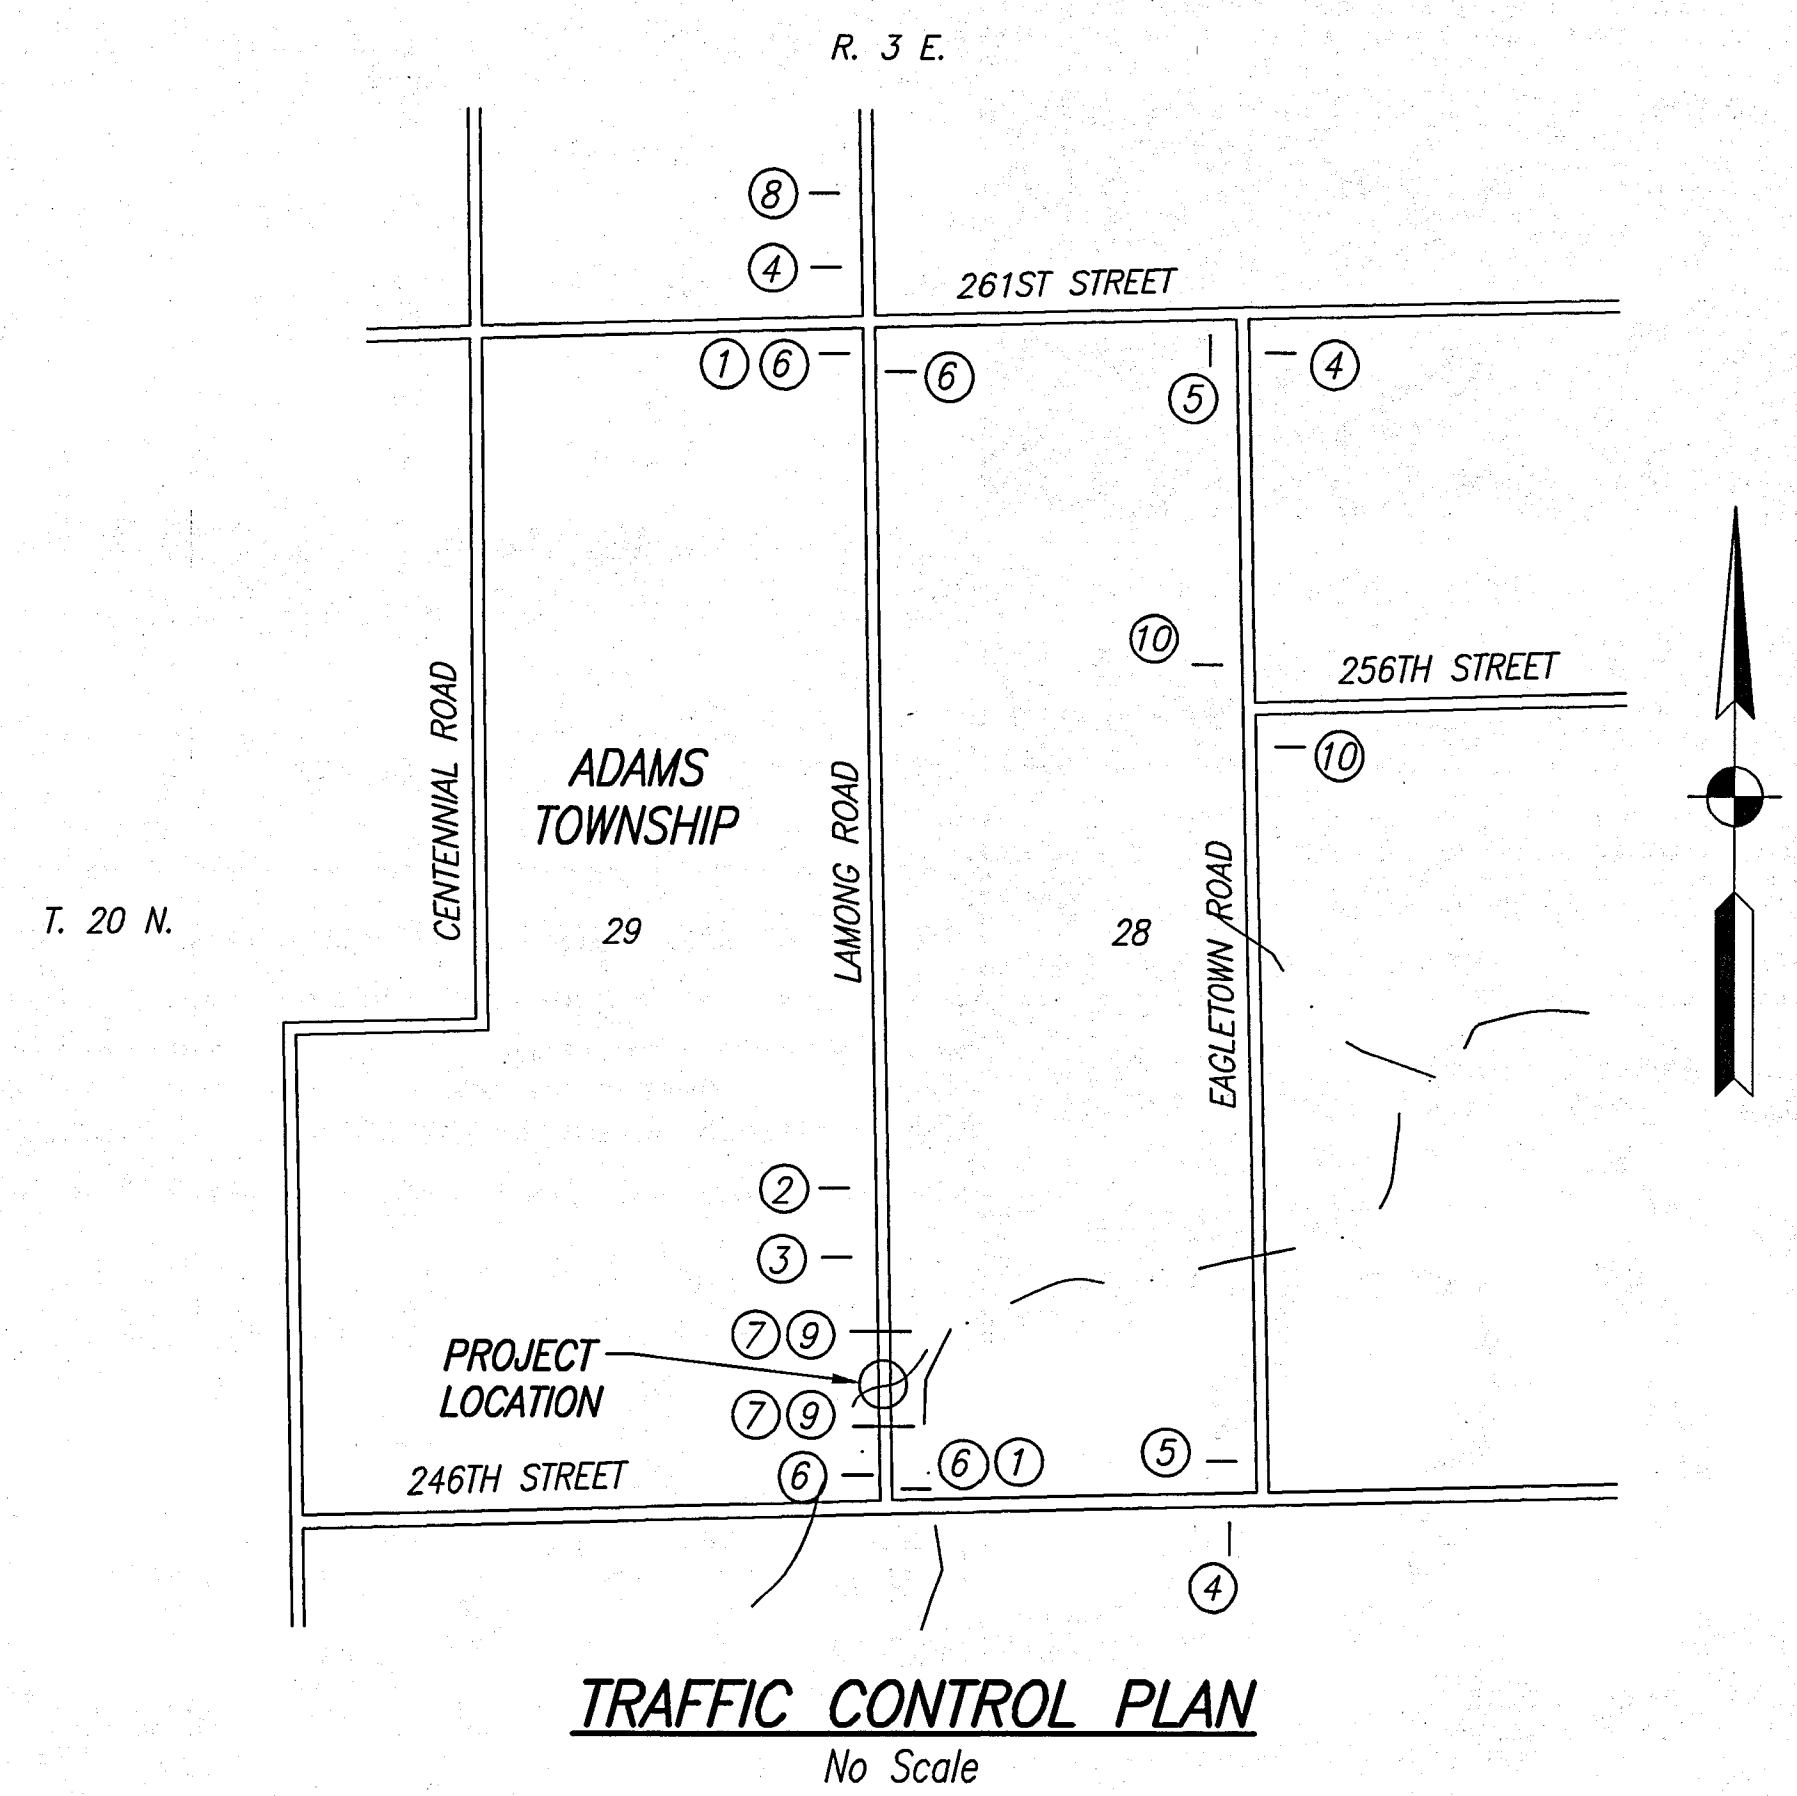 R. 3 E.
8
4
261ST STREET
1 6
6
5
4
10
256TH STREET
10
CENTENNIAL ROAD
ADAMS
TOWNSHIP
LAMONG ROAD
EAGLETOWN ROAD
T. 20 N.
29
28
2
3
7 9
PROJECT
LOCATION
7 9
6
6 1
5
246TH STREET
4
TRAFFIC CONTROL PLAN
No Scale